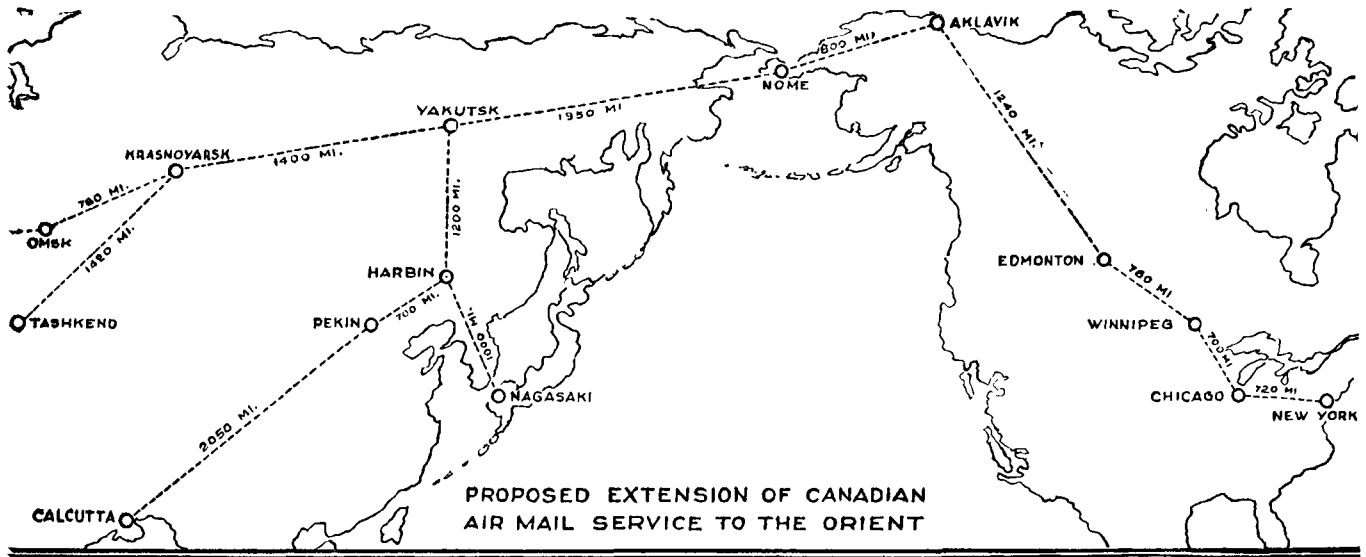 AKLAVIK
800 MI.
NOME
1950 MI
YAKUTSK
1240 MI.
KRASNOYARSK
1400 MI.
780 MI.
1200 MI.
OMSK
1420 MI.
EDMONTON
HARBIN
760 MI
700 MI.
TASHKEND
PEKIN
WINNIPEG
1000 MI.
700 MI
720 MI
NAGASAKI
CHICAGO
NEW YORK
2050 MI.
CALCUTTA
PROPOSED EXTENSION OF CANADIAN
AIR MAIL SERVICE TO THE ORIENT